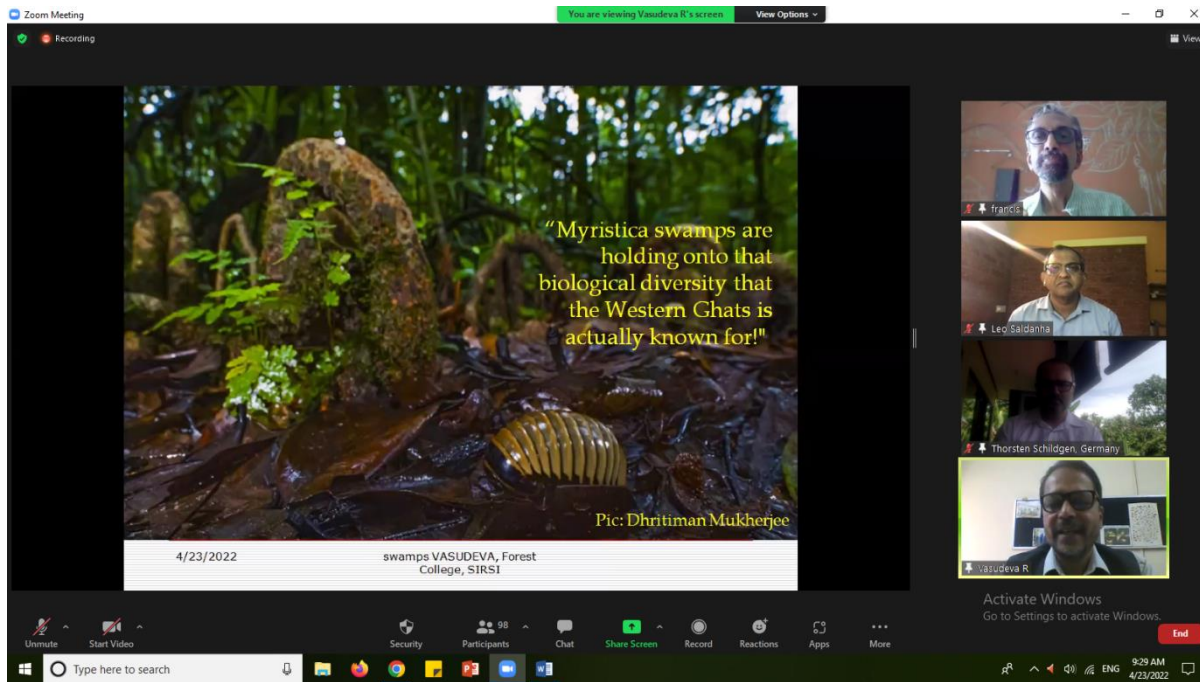 Zoom Meeting
You are viewing Vasudeva R's screen
View Options
Recording
View
“Myristica swamps are
holding onto that
biological diversity that
the Western Ghats is
actually known for!"
Pic: Dhritiman Mukherjee
4/23/2022
swamps VASUDEVA, Forest
College, SIRSI
francis
Leo Saldanha
Thorsten Schildgen, Germany
Vasudeva R
Activate Windows
Go to Settings to activate Windows.
Unmute
Start Video
Security
98
Participants
Chat
Share Screen
Record
Reactions
Apps
More
End
Type here to search
ENG
9:29 AM
4/23/2022